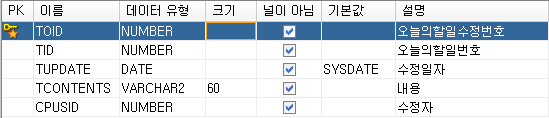 PK 이름 데이터 유형 크기 널이 아님 기본값 설명
TOID NUMBER 오늘의할일수정번호
TID NUMBER 오늘의할일번호
TUPDATE DATE SYSDATE 수정일자
TCONTENTS VARCHAR2 60 내용
CPUSID NUMBER 수정자